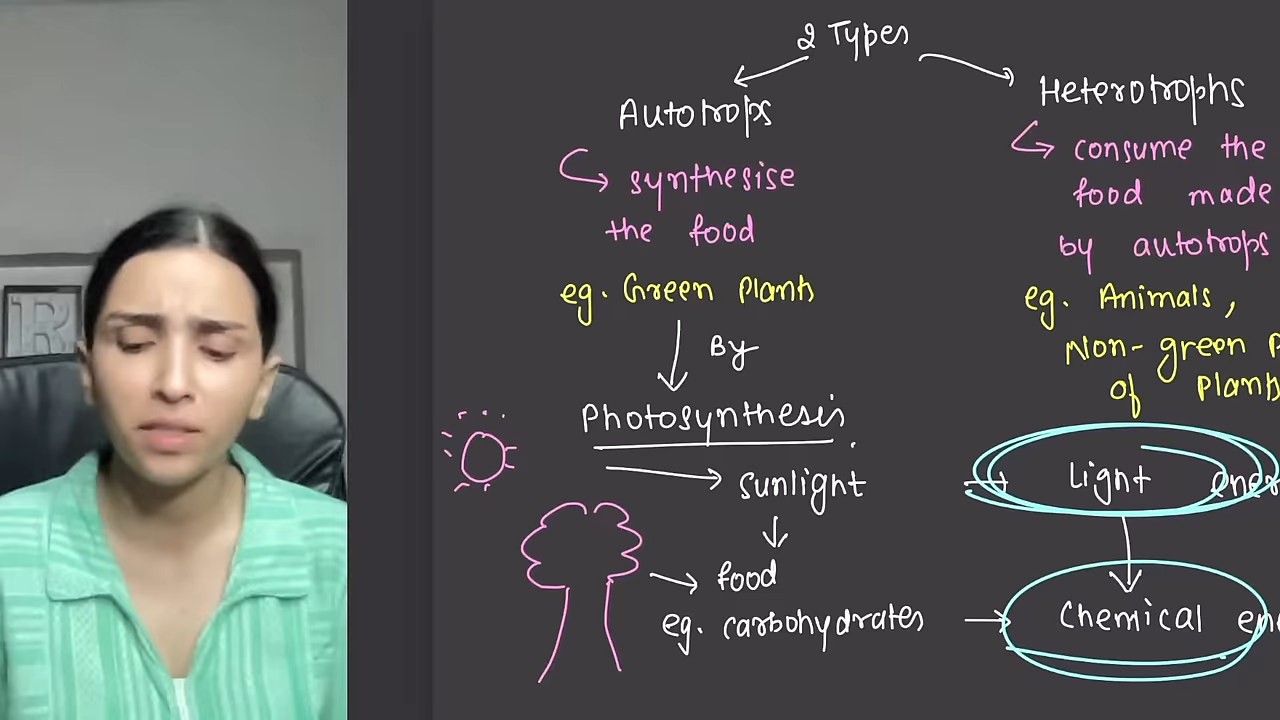 2 Types
Autotrops
synthesise
the food
eg. Green Plants
By
Photosynthesis
sunlight
food
eg. carbohydrates
Heterotrophs
consume the
food made
by autotrops
eg. Animals,
Non-green
of Plants
Light
Chemical
R